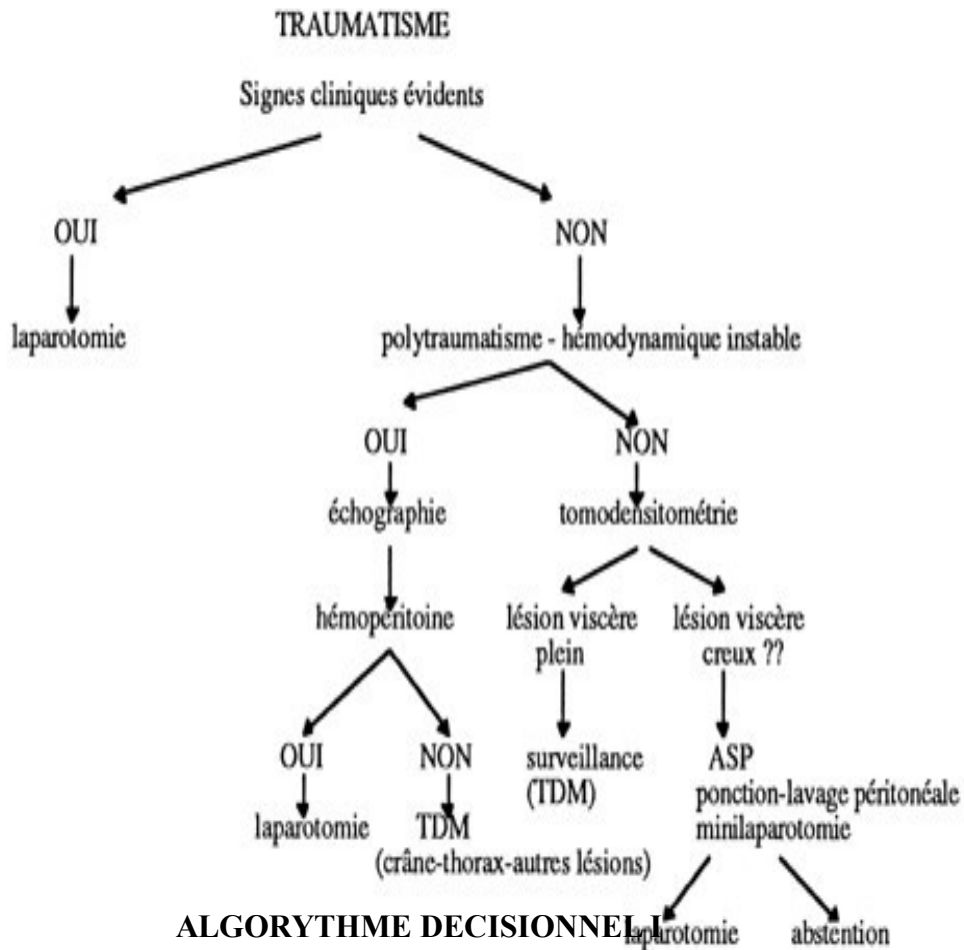 TRAUMATISME
Signes cliniques évidents
OUI
NON
laparotomie
polytraumatisme - hémodynamique instable
OUI
NON
échographie
tomodensitométrie
hémopéritoine
lésion viscère
plein
lésion viscère
creux ??
OUI
NON
surveillance
(TDM)
ASP
ponction-lavage péritonéale
minilaparotomie
laparotomie
TDM
(crâne-thorax-autres lésions)
laparotomie
abstention
ALGORYTHME DECISIONNEL I